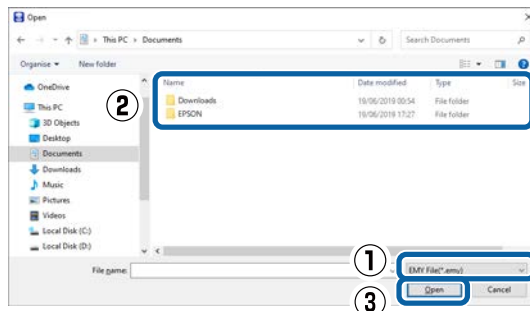 Open
This PC › Documents
Search Documents
Organise
New folder
OneDrive
This PC
3D Objects
Desktop
Documents
Downloads
Music
Pictures
Videos
Local Disk (C:)
Local Disk (D:)
②
Name Date modified Type Size
Downloads 19/06/2019 00:54 File folder
EPSON 19/06/2019 17:27 File folder
File name:
①
EMY File(*.emy)
③
Open
Cancel